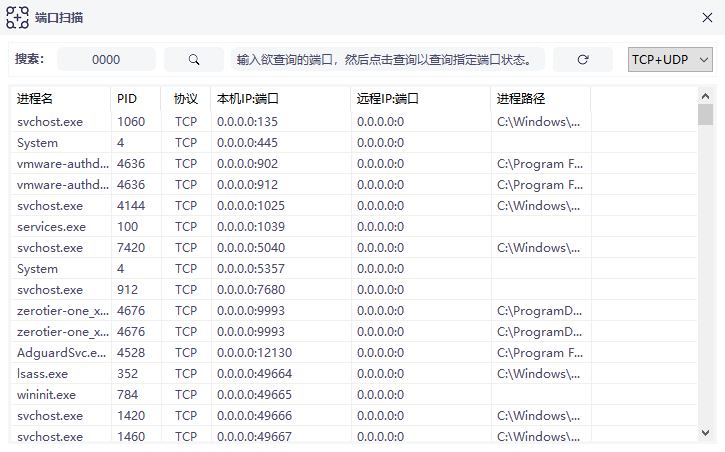 端口扫描
搜索: 0000 输入欲查询的端口，然后点击查询以查询指定端口状态。 TCP+UDP
进程名 PID 协议 本机IP:端口 远程IP:端口 进程路径
svchost.exe 1060 TCP 0.0.0.0:135 0.0.0.0:0 C:\Windows\...
System 4 TCP 0.0.0.0:445 0.0.0.0:0
vmware-authd... 4636 TCP 0.0.0.0:902 0.0.0.0:0 C:\Program F...
vmware-authd... 4636 TCP 0.0.0.0:912 0.0.0.0:0 C:\Program F...
svchost.exe 4144 TCP 0.0.0.0:1025 0.0.0.0:0 C:\Windows\...
services.exe 100 TCP 0.0.0.0:1039 0.0.0.0:0
svchost.exe 7420 TCP 0.0.0.0:5040 0.0.0.0:0 C:\Windows\...
System 4 TCP 0.0.0.0:5357 0.0.0.0:0
svchost.exe 912 TCP 0.0.0.0:7680 0.0.0.0:0
zerotier-one_x... 4676 TCP 0.0.0.0:9993 0.0.0.0:0 C:\ProgramD...
zerotier-one_x... 4676 TCP 0.0.0.0:9993 0.0.0.0:0 C:\ProgramD...
AdguardSvc.e... 4528 TCP 0.0.0.0:12130 0.0.0.0:0 C:\Program F...
lsass.exe 352 TCP 0.0.0.0:49664 0.0.0.0:0 C:\Windows\...
wininit.exe 784 TCP 0.0.0.0:49665 0.0.0.0:0
svchost.exe 1420 TCP 0.0.0.0:49666 0.0.0.0:0 C:\Windows\...
svchost.exe 1460 TCP 0.0.0.0:49667 0.0.0.0:0 C:\Windows\...